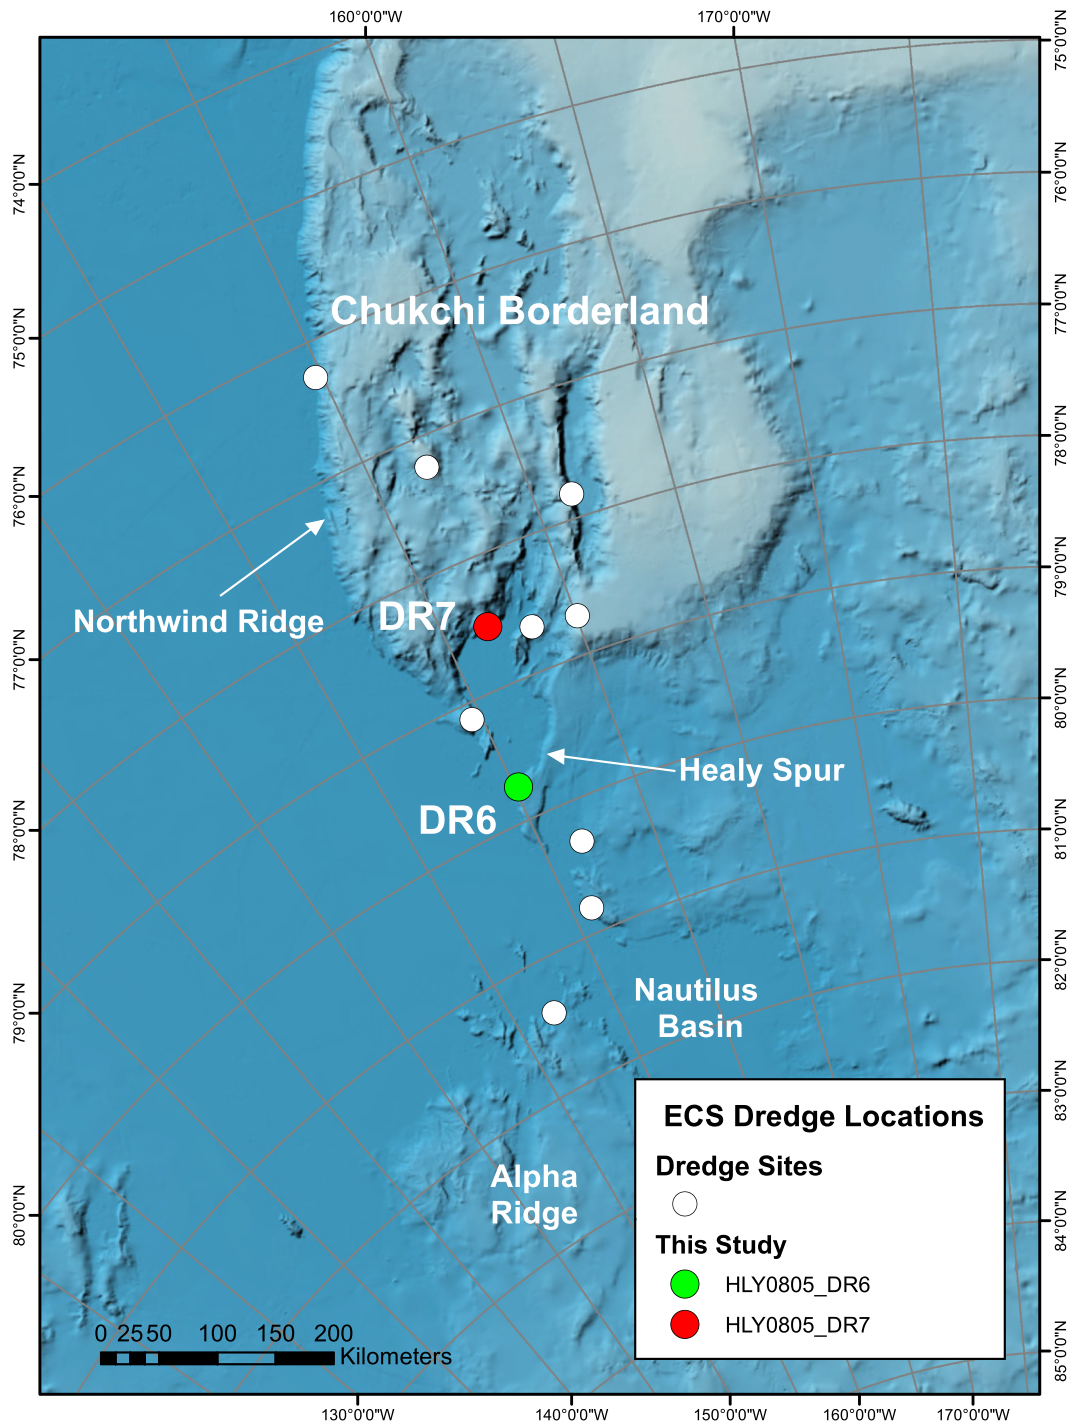 160°0'0"W
170°0'0"W
75°0'0"N
76°0'0"N
77°0'0"N
78°0'0"N
79°0'0"N
80°0'0"N
81°0'0"N
82°0'0"N
83°0'0"N
84°0'0"N
85°0'0"N
74°0'0"N
75°0'0"N
76°0'0"N
77°0'0"N
78°0'0"N
79°0'0"N
80°0'0"N
Chukchi Borderland
Northwind Ridge
DR7
Healy Spur
DR6
Nautilus
Basin
Alpha
Ridge
ECS Dredge Locations
Dredge Sites
This Study
HLY0805_DR6
HLY0805_DR7
0 25 50 100 150 200
Kilometers
130°0'0"W
140°0'0"W
150°0'0"W
160°0'0"W
170°0'0"W